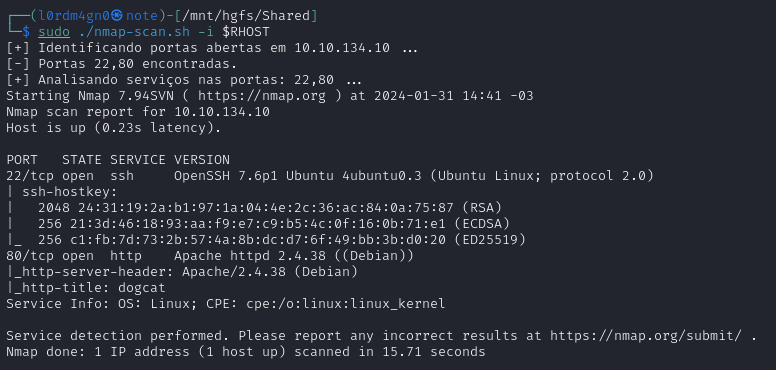 ┌──(l0rdm4gn0㉿note)-[/mnt/hgfs/Shared]
└─$ sudo ./nmap-scan.sh -i $RHOST
[+] Identificando portas abertas em 10.10.134.10 ...
[-] Portas 22,80 encontradas.
[+] Analisando serviços nas portas: 22,80 ...
Starting Nmap 7.94SVN ( https://nmap.org ) at 2024-01-31 14:41 -03
Nmap scan report for 10.10.134.10
Host is up (0.23s latency).

PORT   STATE SERVICE VERSION
22/tcp open  ssh     OpenSSH 7.6p1 Ubuntu 4ubuntu0.3 (Ubuntu Linux; protocol 2.0)
| ssh-hostkey:
|   2048 24:31:19:2a:b1:97:1a:04:4e:2c:36:ac:84:0a:75:87 (RSA)
|   256 21:3d:46:18:93:aa:f9:e7:c9:b5:4c:0f:16:0b:71:e1 (ECDSA)
|_  256 c1:fb:7d:73:2b:57:4a:8b:dc:d7:6f:49:bb:3b:d0:20 (ED25519)
80/tcp open  http    Apache httpd 2.4.38 ((Debian))
|_http-server-header: Apache/2.4.38 (Debian)
|_http-title: dogcat
Service Info: OS: Linux; CPE: cpe:/o:linux:linux_kernel

Service detection performed. Please report any incorrect results at https://nmap.org/submit/ .
Nmap done: 1 IP address (1 host up) scanned in 15.71 seconds